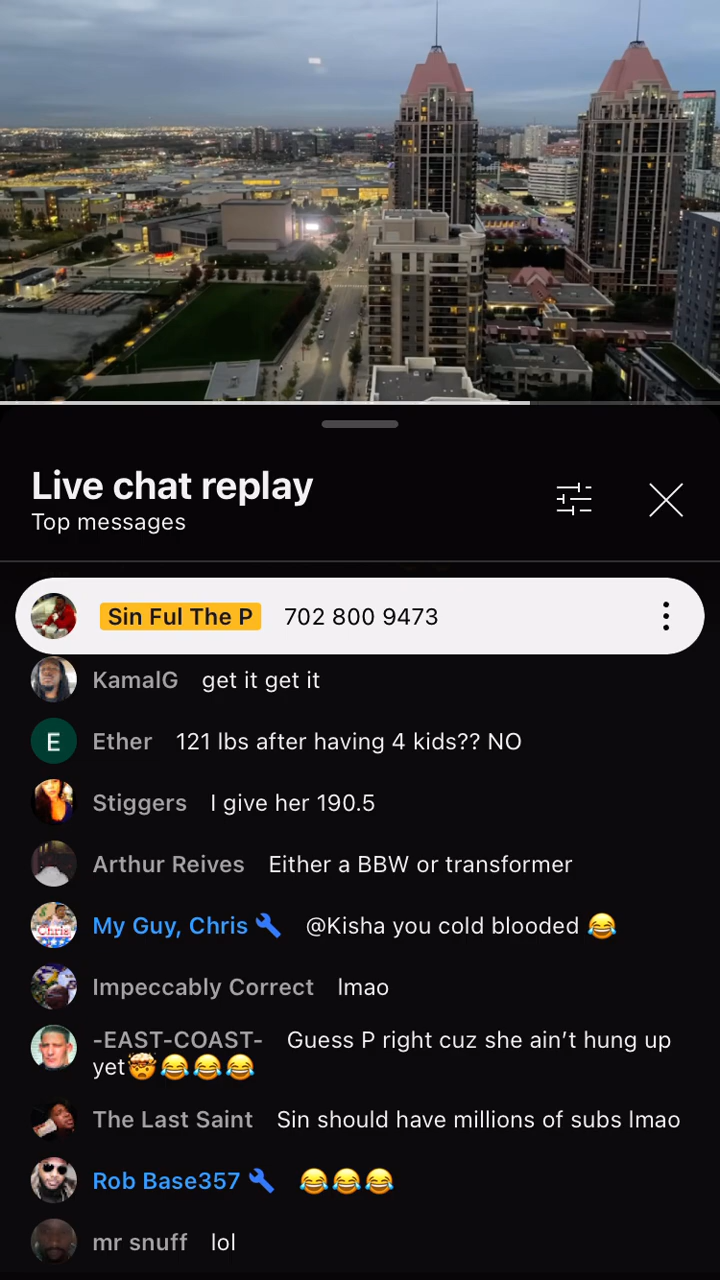 Live chat replay
Top messages
Sin Ful The P 702 800 9473
KamalG get it get it
E Ether 121 lbs after having 4 kids?? NO
Stiggers I give her 190.5
Arthur Reives Either a BBW or transformer
My Guy, Chris 🔧 @Kisha you cold blooded 😂
Impeccably Correct lmao
-EAST-COAST- Guess P right cuz she ain’t hung up
yet🤯😂😂😂
The Last Saint Sin should have millions of subs lmao
Rob Base357 🔧 😂😂😂
mr snuff lol